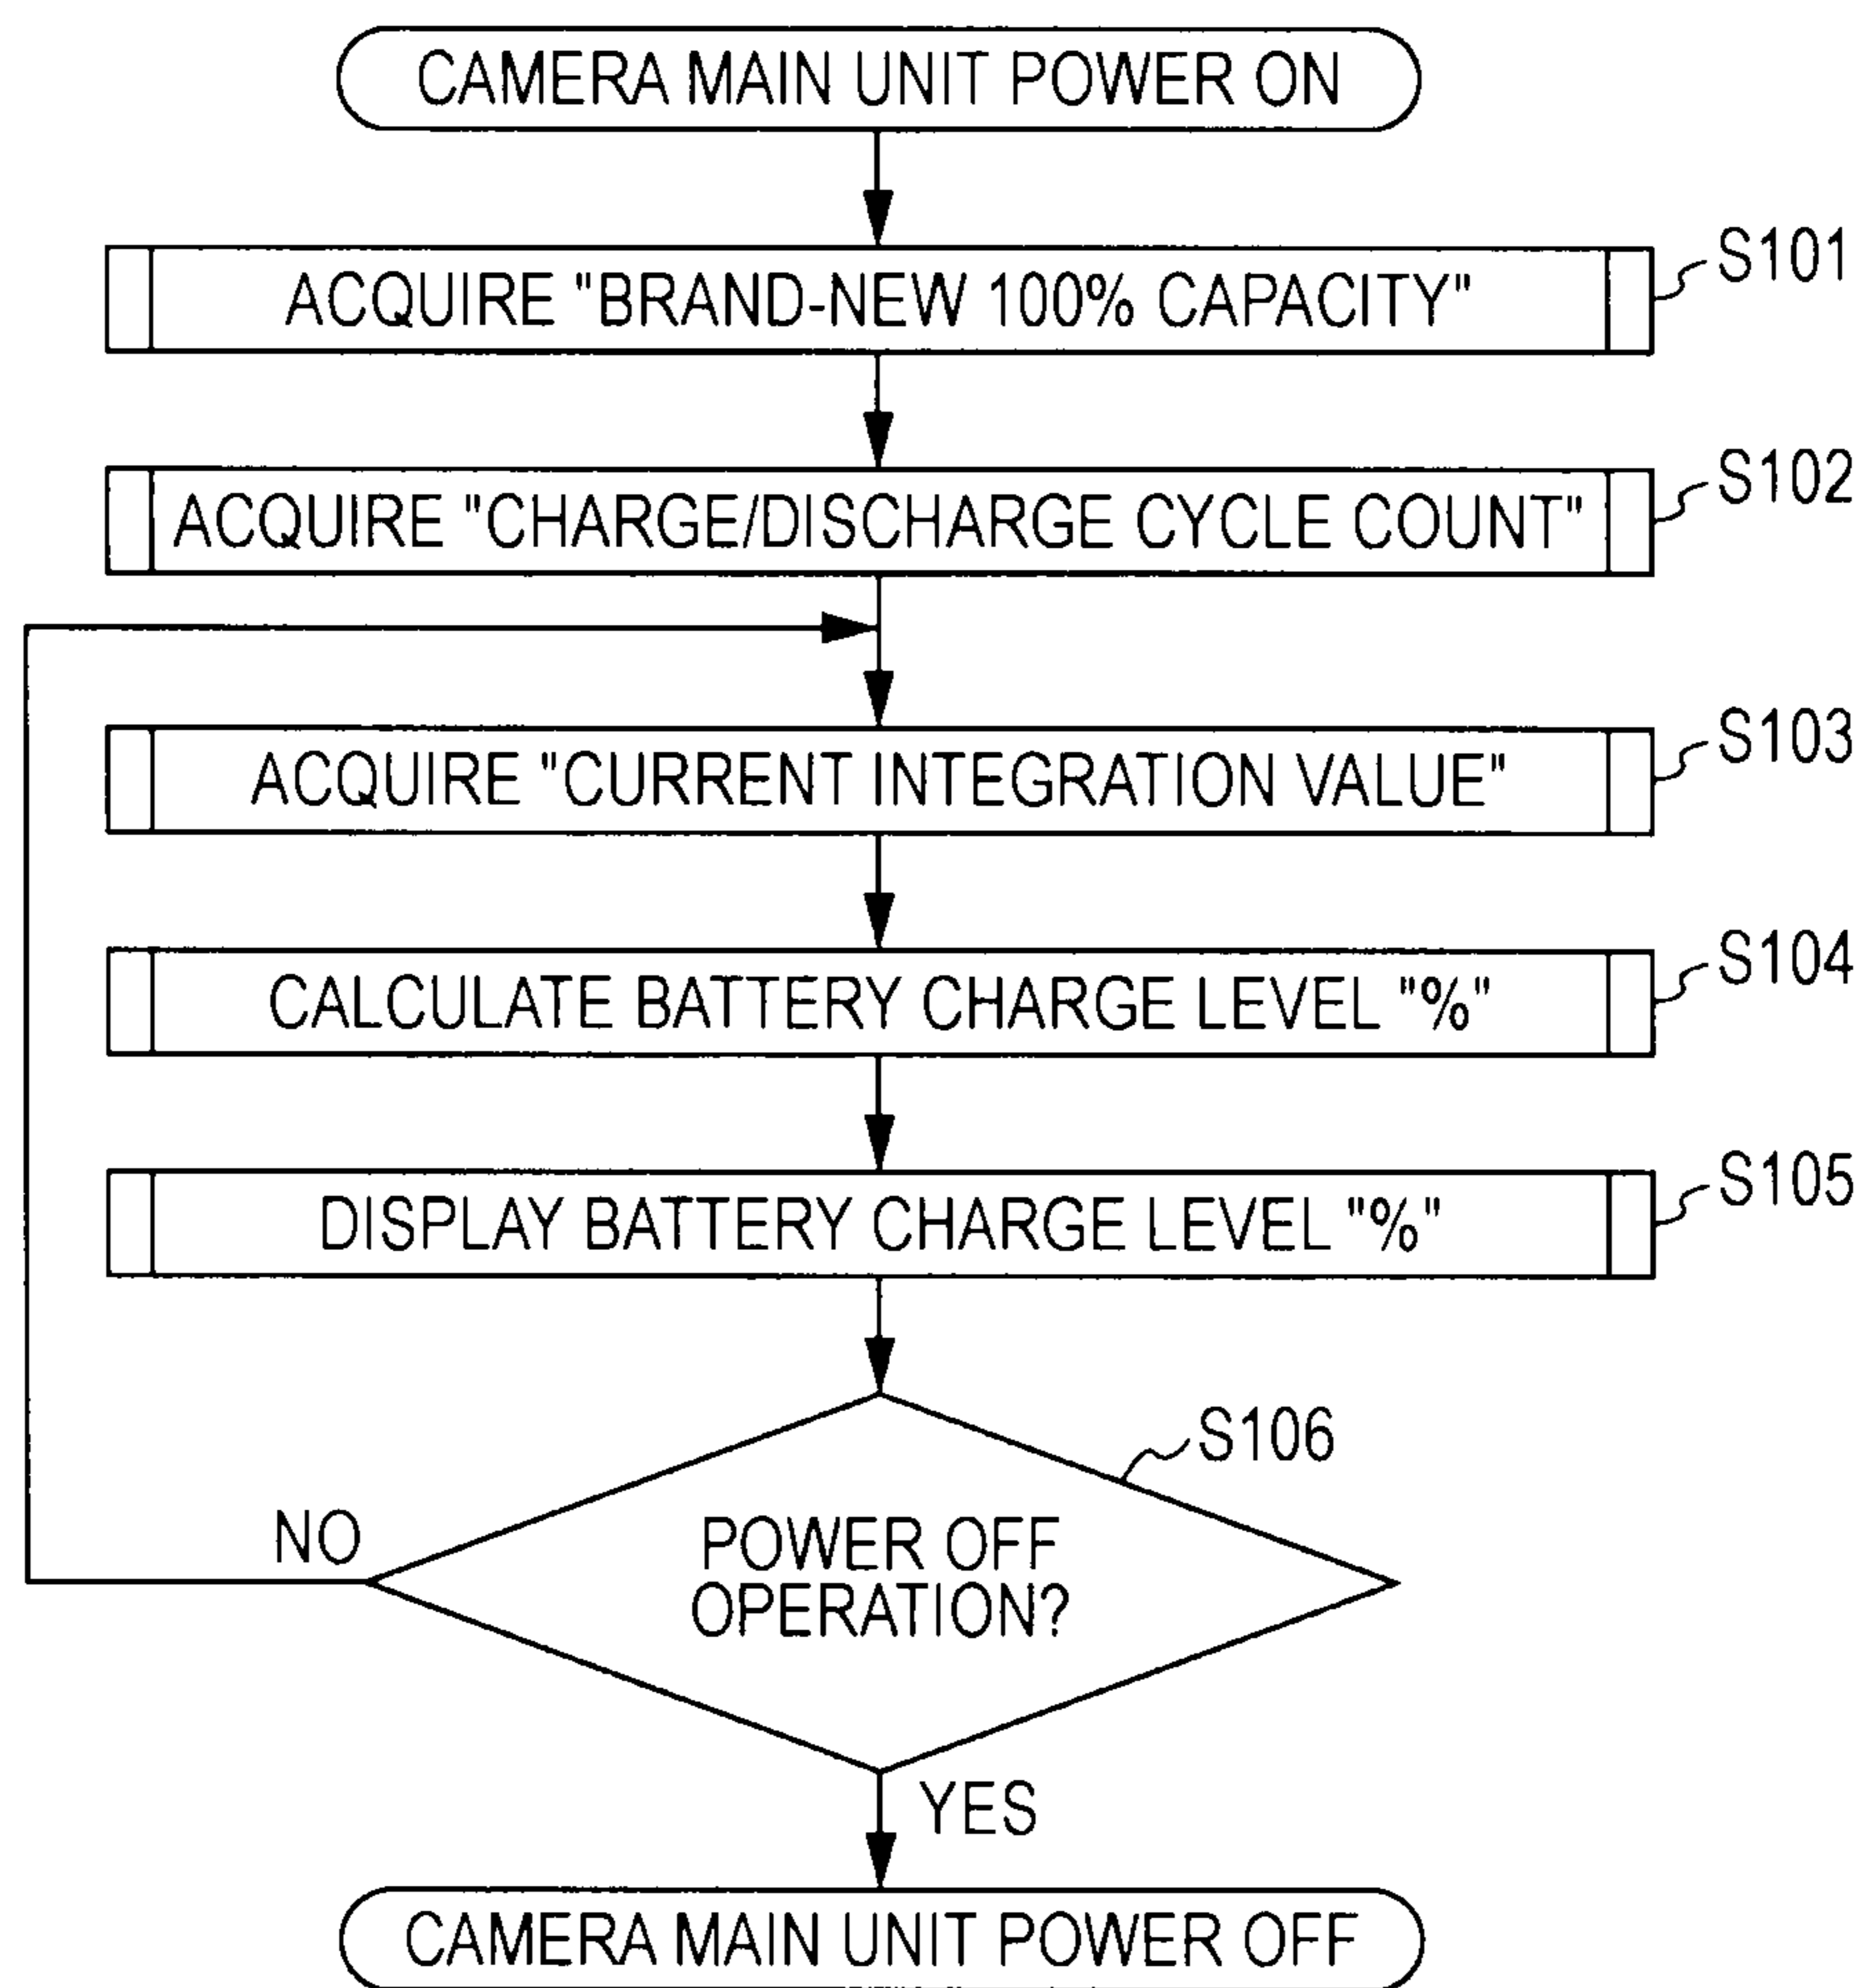 CAMERA MAIN UNIT POWER ON
ACQUIRE "BRAND-NEW 100% CAPACITY"
S101
ACQUIRE "CHARGE/DISCHARGE CYCLE COUNT"
S102
ACQUIRE "CURRENT INTEGRATION VALUE"
S103
CALCULATE BATTERY CHARGE LEVEL "%"
S104
DISPLAY BATTERY CHARGE LEVEL "%"
S105
S106
NO
POWER OFF
OPERATION?
YES
CAMERA MAIN UNIT POWER OFF